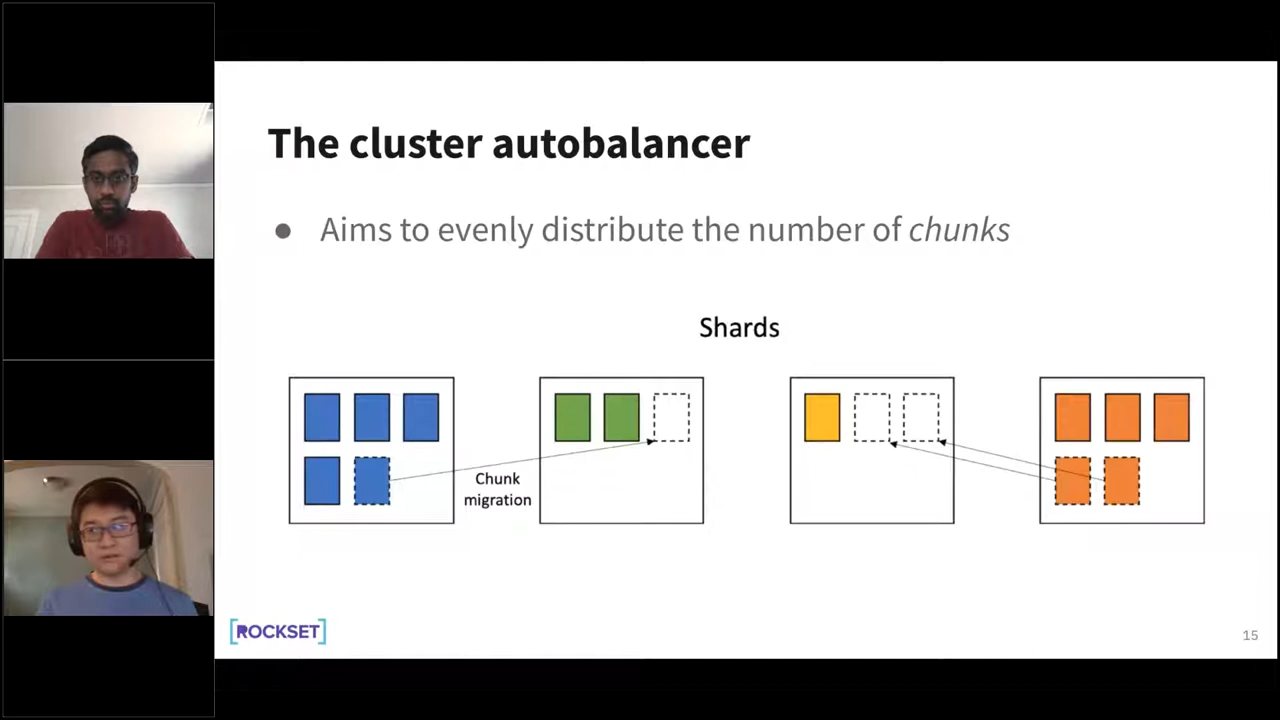 The cluster autobalancer
● Aims to evenly distribute the number of chunks
Shards
Chunk
migration
[ROCKSET]
15